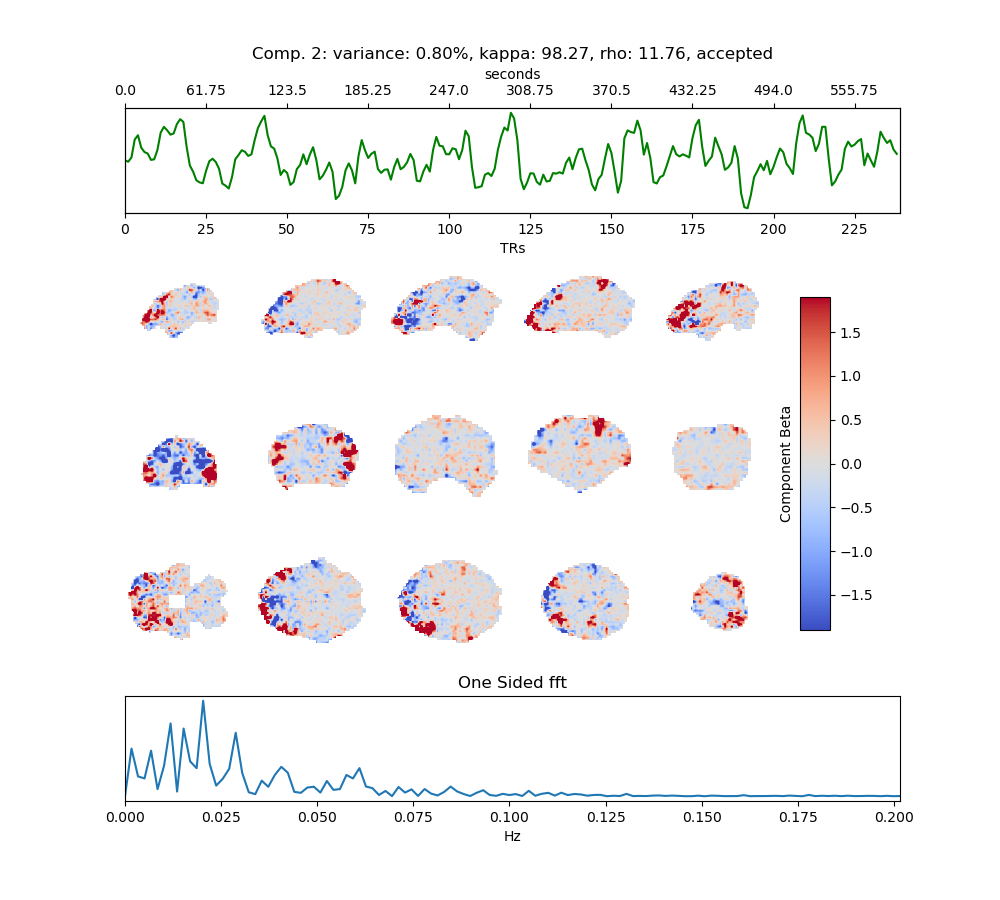 Comp. 2: variance: 0.80%, kappa: 98.27, rho: 11.76, accepted
seconds
0.0 61.75 123.5 185.25 247.0 308.75 370.5 432.25 494.0 555.75
0 25 50 75 100 125 150 175 200 225
TRs
Component Beta
1.5
1.0
0.5
0.0
−0.5
−1.0
−1.5
One Sided fft
0.000 0.025 0.050 0.075 0.100 0.125 0.150 0.175 0.200
Hz